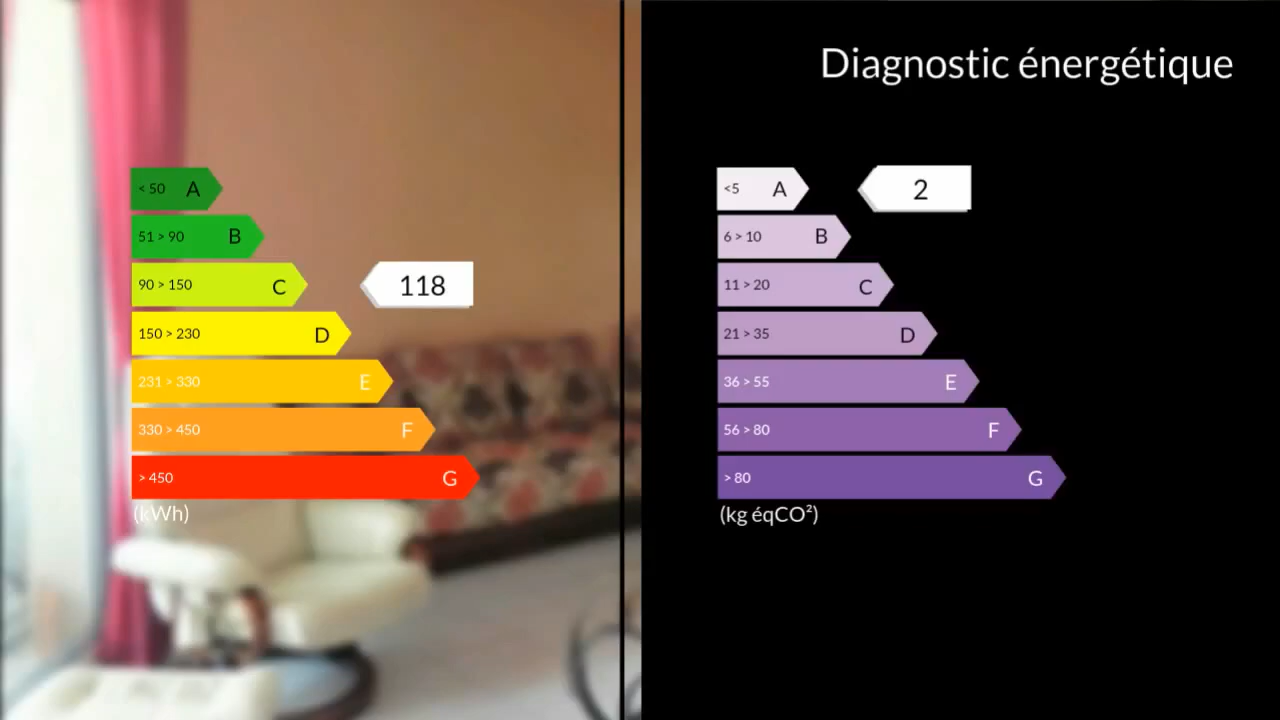 Diagnostic énergétique
< 50 A
51 > 90 B
90 > 150 C
118
150 > 230 D
231 > 330 E
330 > 450 F
> 450 G
(kWh)
<5 A
2
6 > 10 B
11 > 20 C
21 > 35 D
36 > 55 E
56 > 80 F
> 80 G
(kg éqCO²)